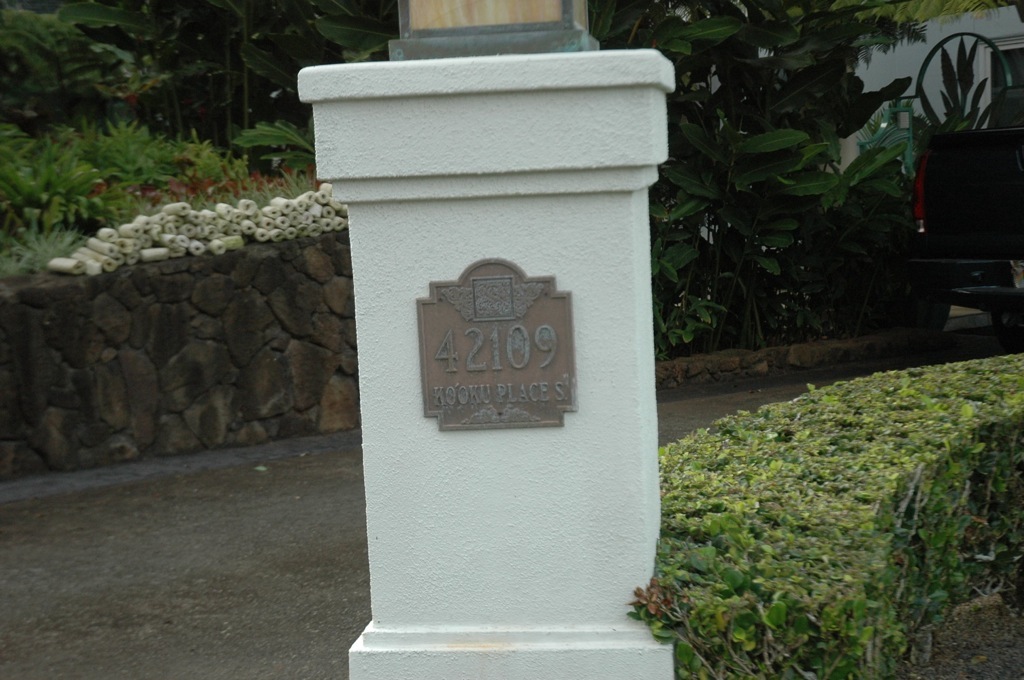 42109
KO'OKU PLACE S.